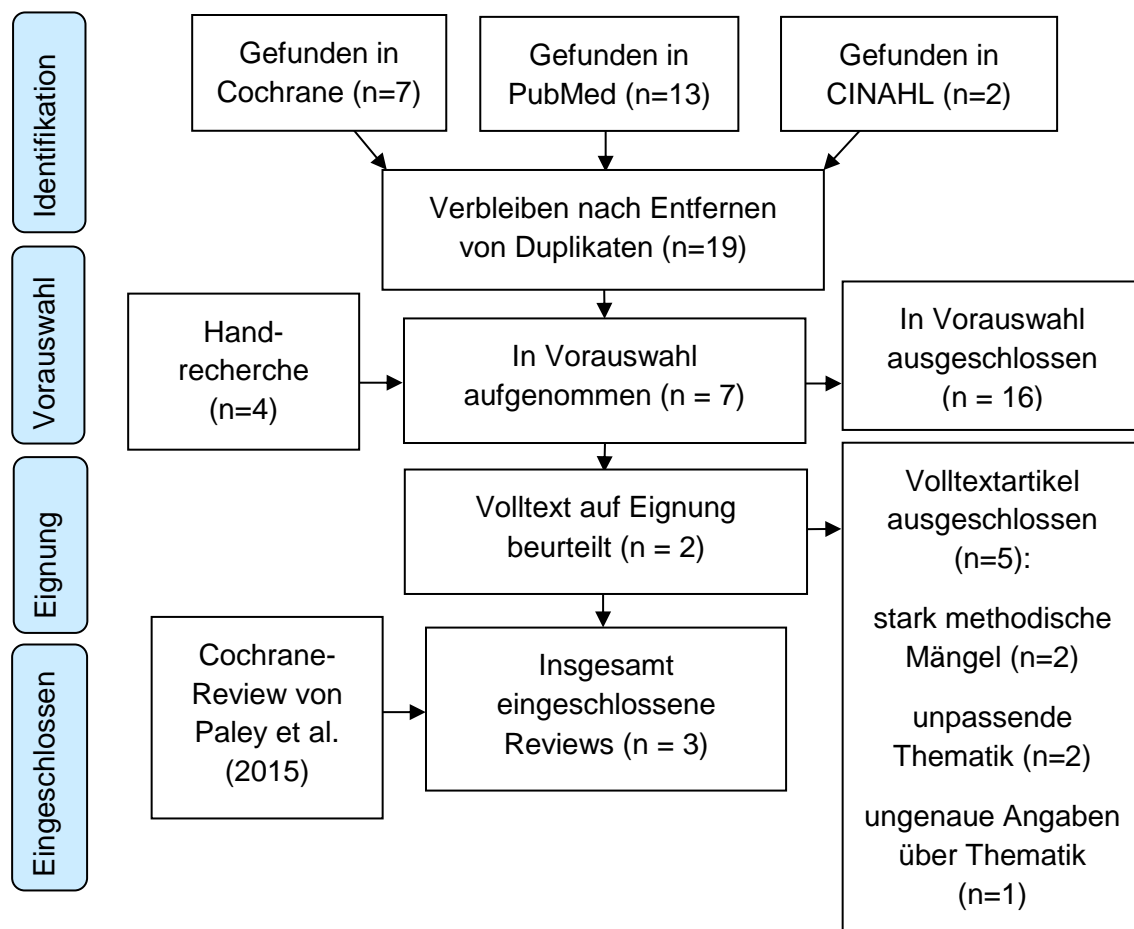 Identifikation
Gefunden in
Cochrane (n=7)
Gefunden in
PubMed (n=13)
Gefunden in
CINAHL (n=2)
Verbleiben nach Entfernen
von Duplikaten (n=19)
Vorauswahl
Hand-
recherche
(n=4)
In Vorauswahl
aufgenommen (n = 7)
In Vorauswahl
ausgeschlossen
(n = 16)
Eignung
Volltext auf Eignung
beurteilt (n = 2)
Volltextartikel
ausgeschlossen
(n=5):
stark methodische
Mängel (n=2)
unpassende
Thematik (n=2)
ungenaue Angaben
über Thematik
(n=1)
Eingeschlossen
Cochrane-
Review von
Paley et al.
(2015)
Insgesamt
eingeschlossene
Reviews (n = 3)